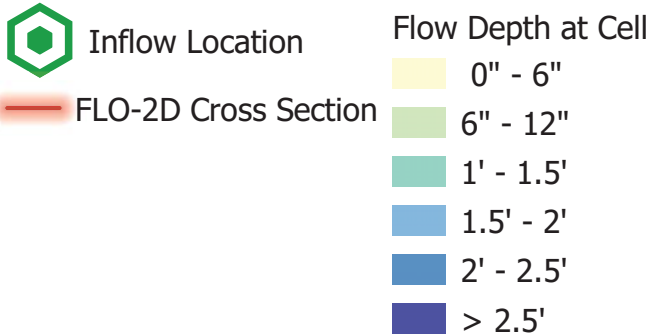 Inflow Location
FLO-2D Cross Section
Flow Depth at Cell
0" - 6"
6" - 12"
1' - 1.5'
1.5' - 2'
2' - 2.5'
> 2.5'